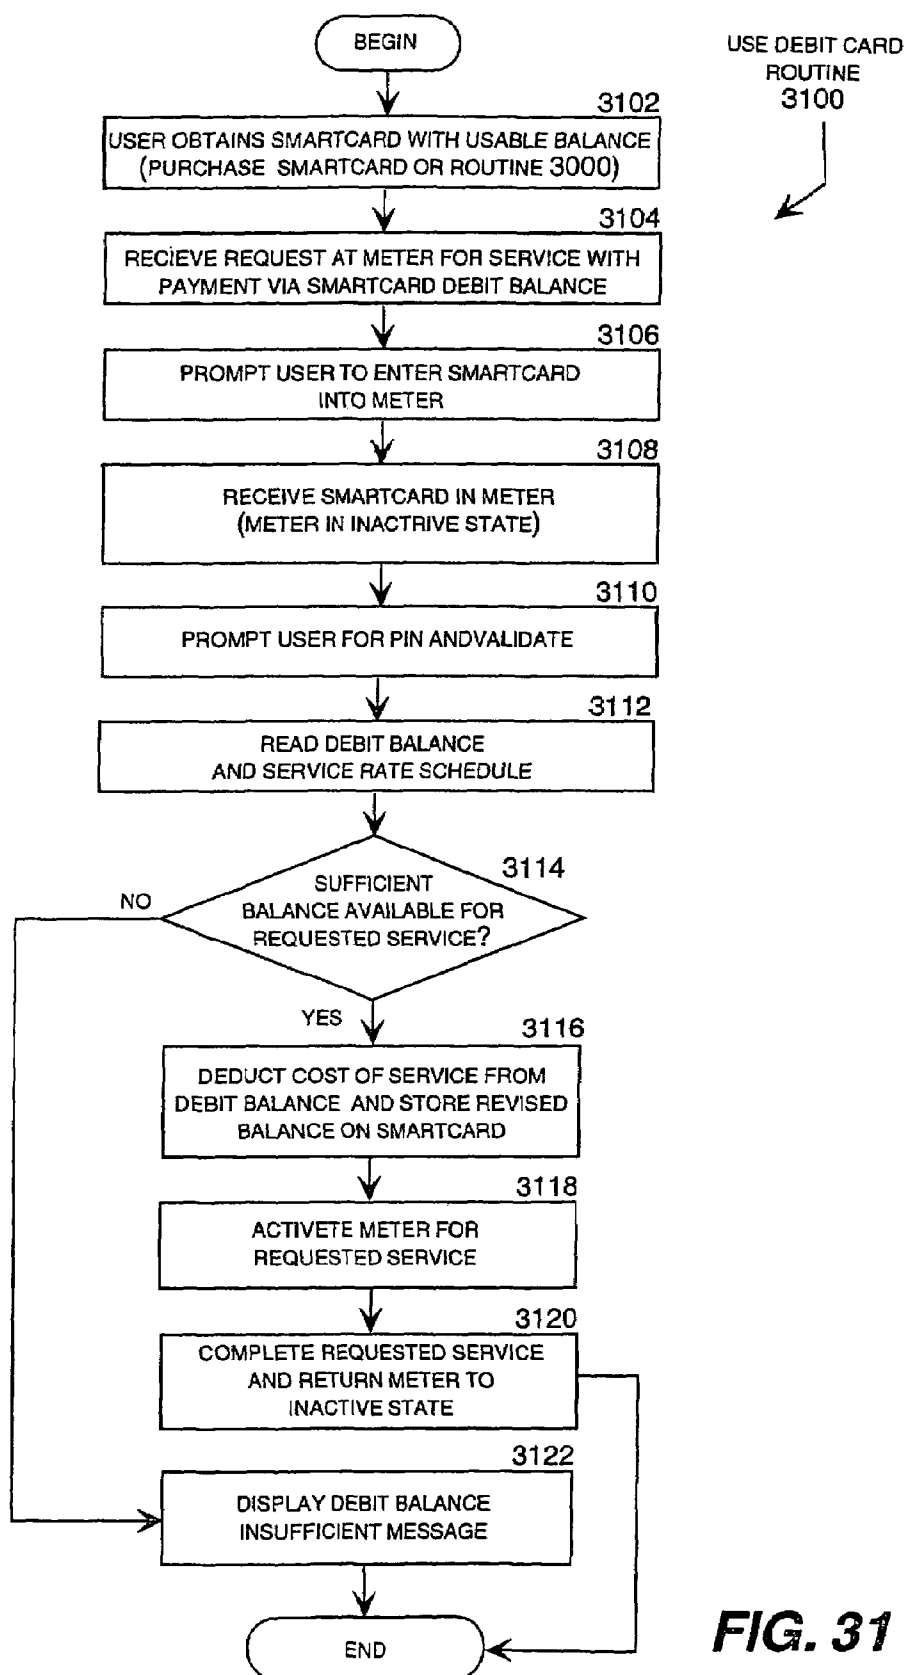 BEGIN
USE DEBIT CARD
ROUTINE
3100
3102
USER OBTAINS SMARTCARD WITH USABLE BALANCE
(PURCHASE SMARTCARD OR ROUTINE 3000)
3104
RECIEVE REQUEST AT METER FOR SERVICE WITH
PAYMENT VIA SMARTCARD DEBIT BALANCE
3106
PROMPT USER TO ENTER SMARTCARD
INTO METER
3108
RECEIVE SMARTCARD IN METER
(METER IN INACTRIVE STATE)
3110
PROMPT USER FOR PIN ANDVALIDATE
3112
READ DEBIT BALANCE
AND SERVICE RATE SCHEDULE
3114
SUFFICIENT
BALANCE AVAILABLE FOR
REQUESTED SERVICE?
NO
YES
3116
DEDUCT COST OF SERVICE FROM
DEBIT BALANCE AND STORE REVISED
BALANCE ON SMARTCARD
3118
ACTIVETE METER FOR
REQUESTED SERVICE
3120
COMPLETE REQUESTED SERVICE
AND RETURN METER TO
INACTIVE STATE
3122
DISPLAY DEBIT BALANCE
INSUFFICIENT MESSAGE
END
FIG. 31